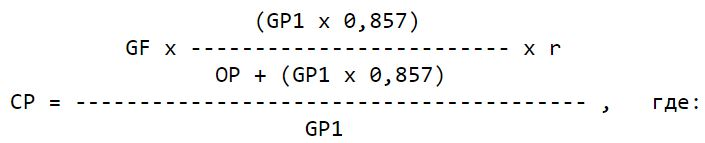 (GP1 x 0,857)
GF x ------------------------- x r
OP + (GP1 x 0,857)
CP = ---------------------------------------- , где:
GP1